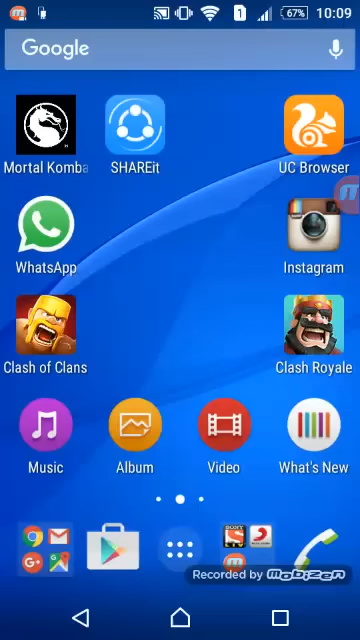 1
67%
10:09
Google
Mortal Komba
SHAREit
UC Browser
WhatsApp
Instagram
Clash of Clans
Clash Royale
Music
Album
Video
What's New
SONY
Recorded by MOBIZEN